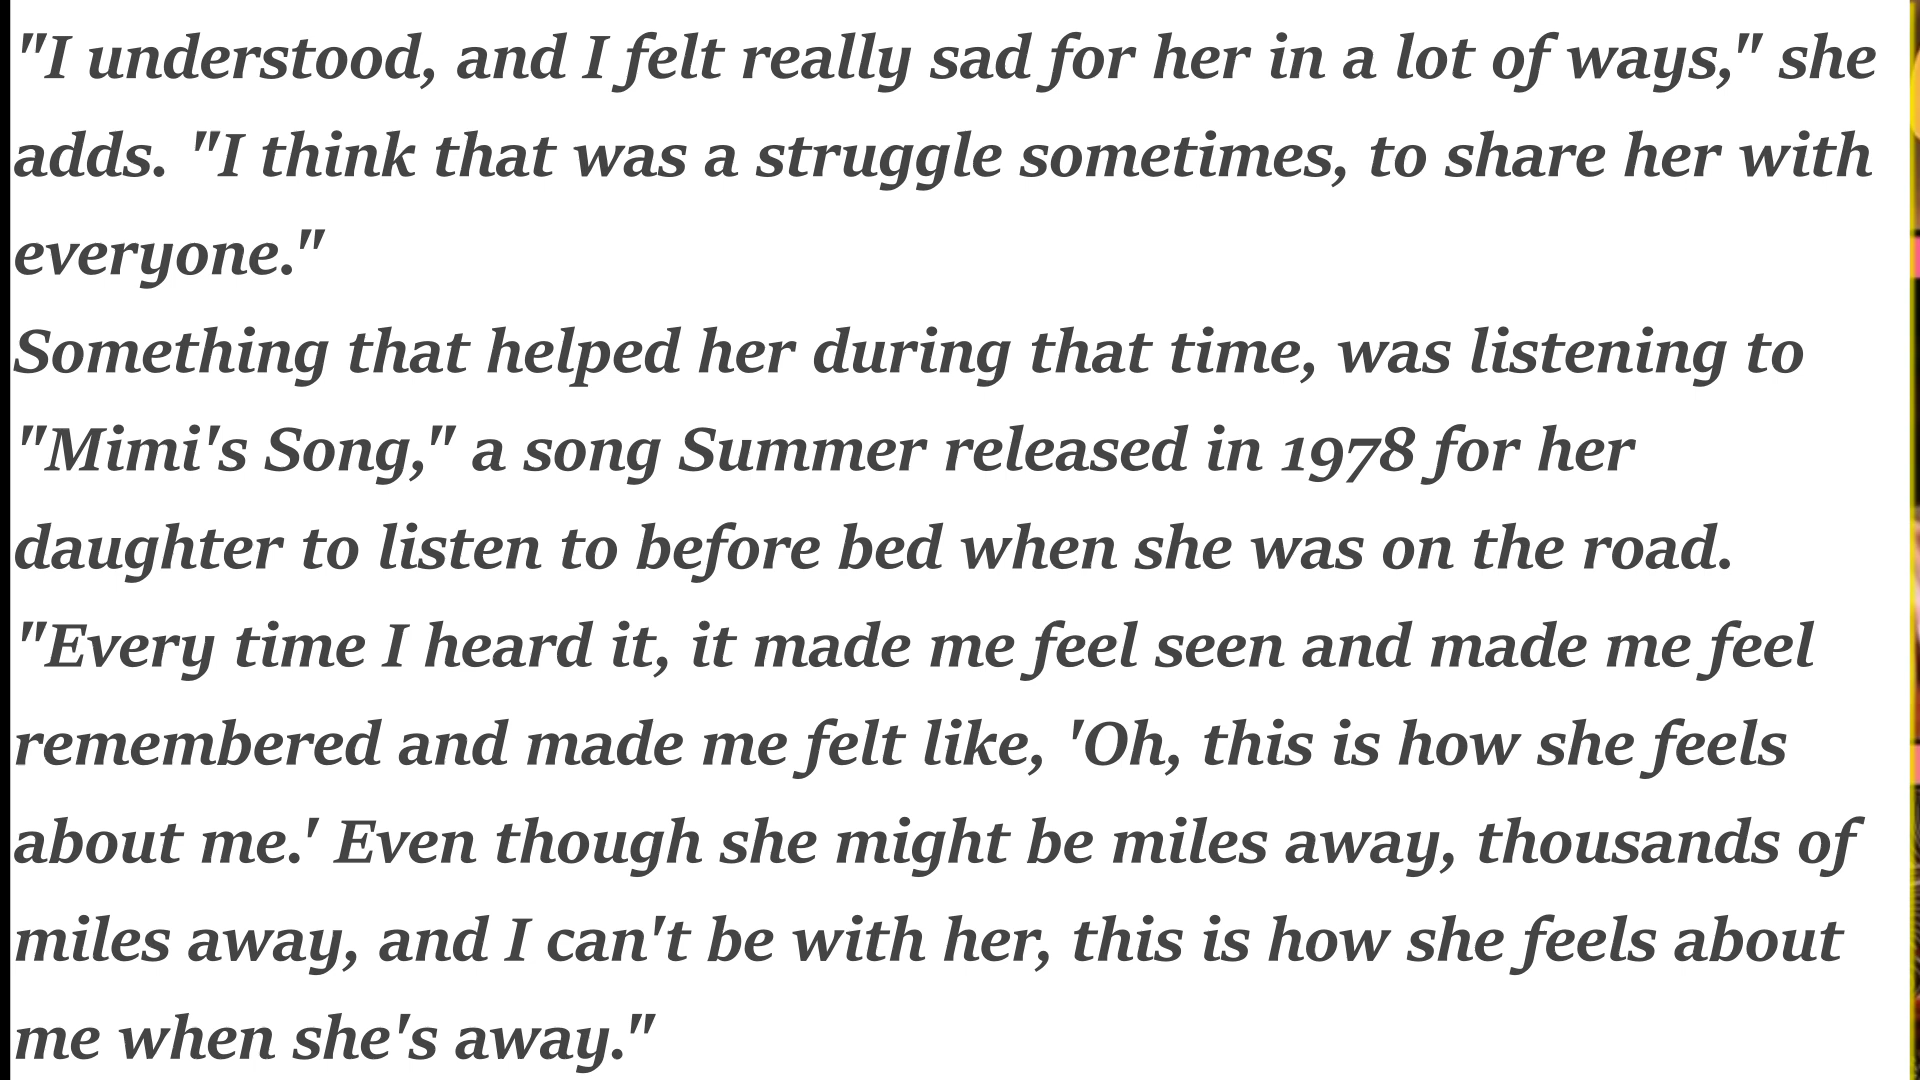 "I understood, and I felt really sad for her in a lot of ways," she
adds. "I think that was a struggle sometimes, to share her with
everyone."
Something that helped her during that time, was listening to
"Mimi's Song," a song Summer released in 1978 for her
daughter to listen to before bed when she was on the road.
"Every time I heard it, it made me feel seen and made me feel
remembered and made me felt like, 'Oh, this is how she feels
about me.' Even though she might be miles away, thousands of
miles away, and I can't be with her, this is how she feels about
me when she's away."